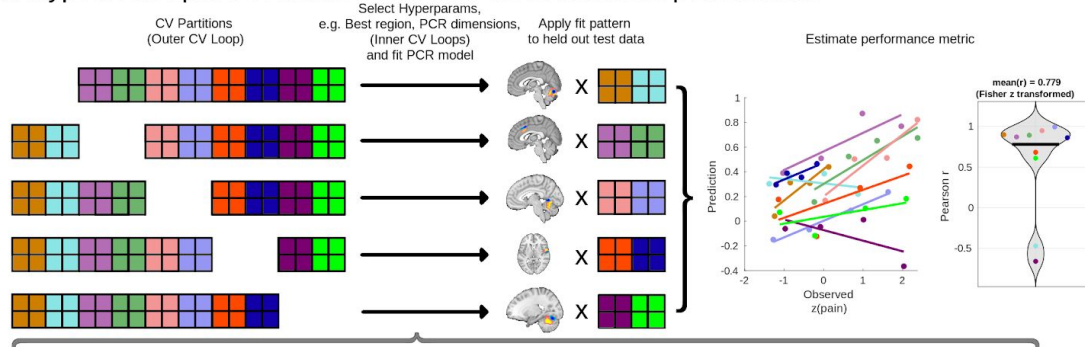 CV Partitions
(Outer CV Loop)
Select Hyperparams,
e.g. Best region, PCR dimensions,
(Inner CV Loops)
and fit PCR model
Apply fit pattern
to held out test data
X
X
X
X
X
Estimate performance metric
1
0.8
0.6
0.4
0.2
0
-0.2
-0.4
-2
-1
0
1
2
Prediction
Observed
z(pain)
mean(r) = 0.779
(Fisher z transformed)
1
0.5
0
-0.5
Pearson r